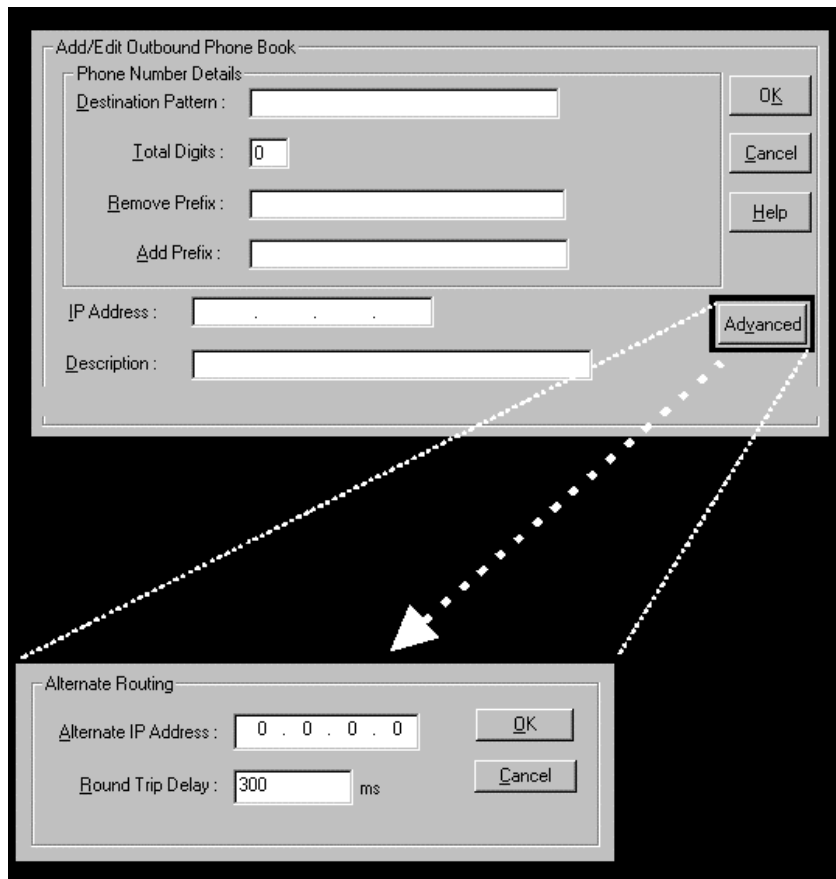 Add/Edit Outbound Phone Book
Phone Number Details
Destination Pattern :
OK
Total Digits : 0
Cancel
Remove Prefix :
Help
Add Prefix :
IP Address : . . .
Advanced
Description :
Alternate Routing
Alternate IP Address : 0 . 0 . 0 . 0
OK
Round Trip Delay : 300 ms
Cancel